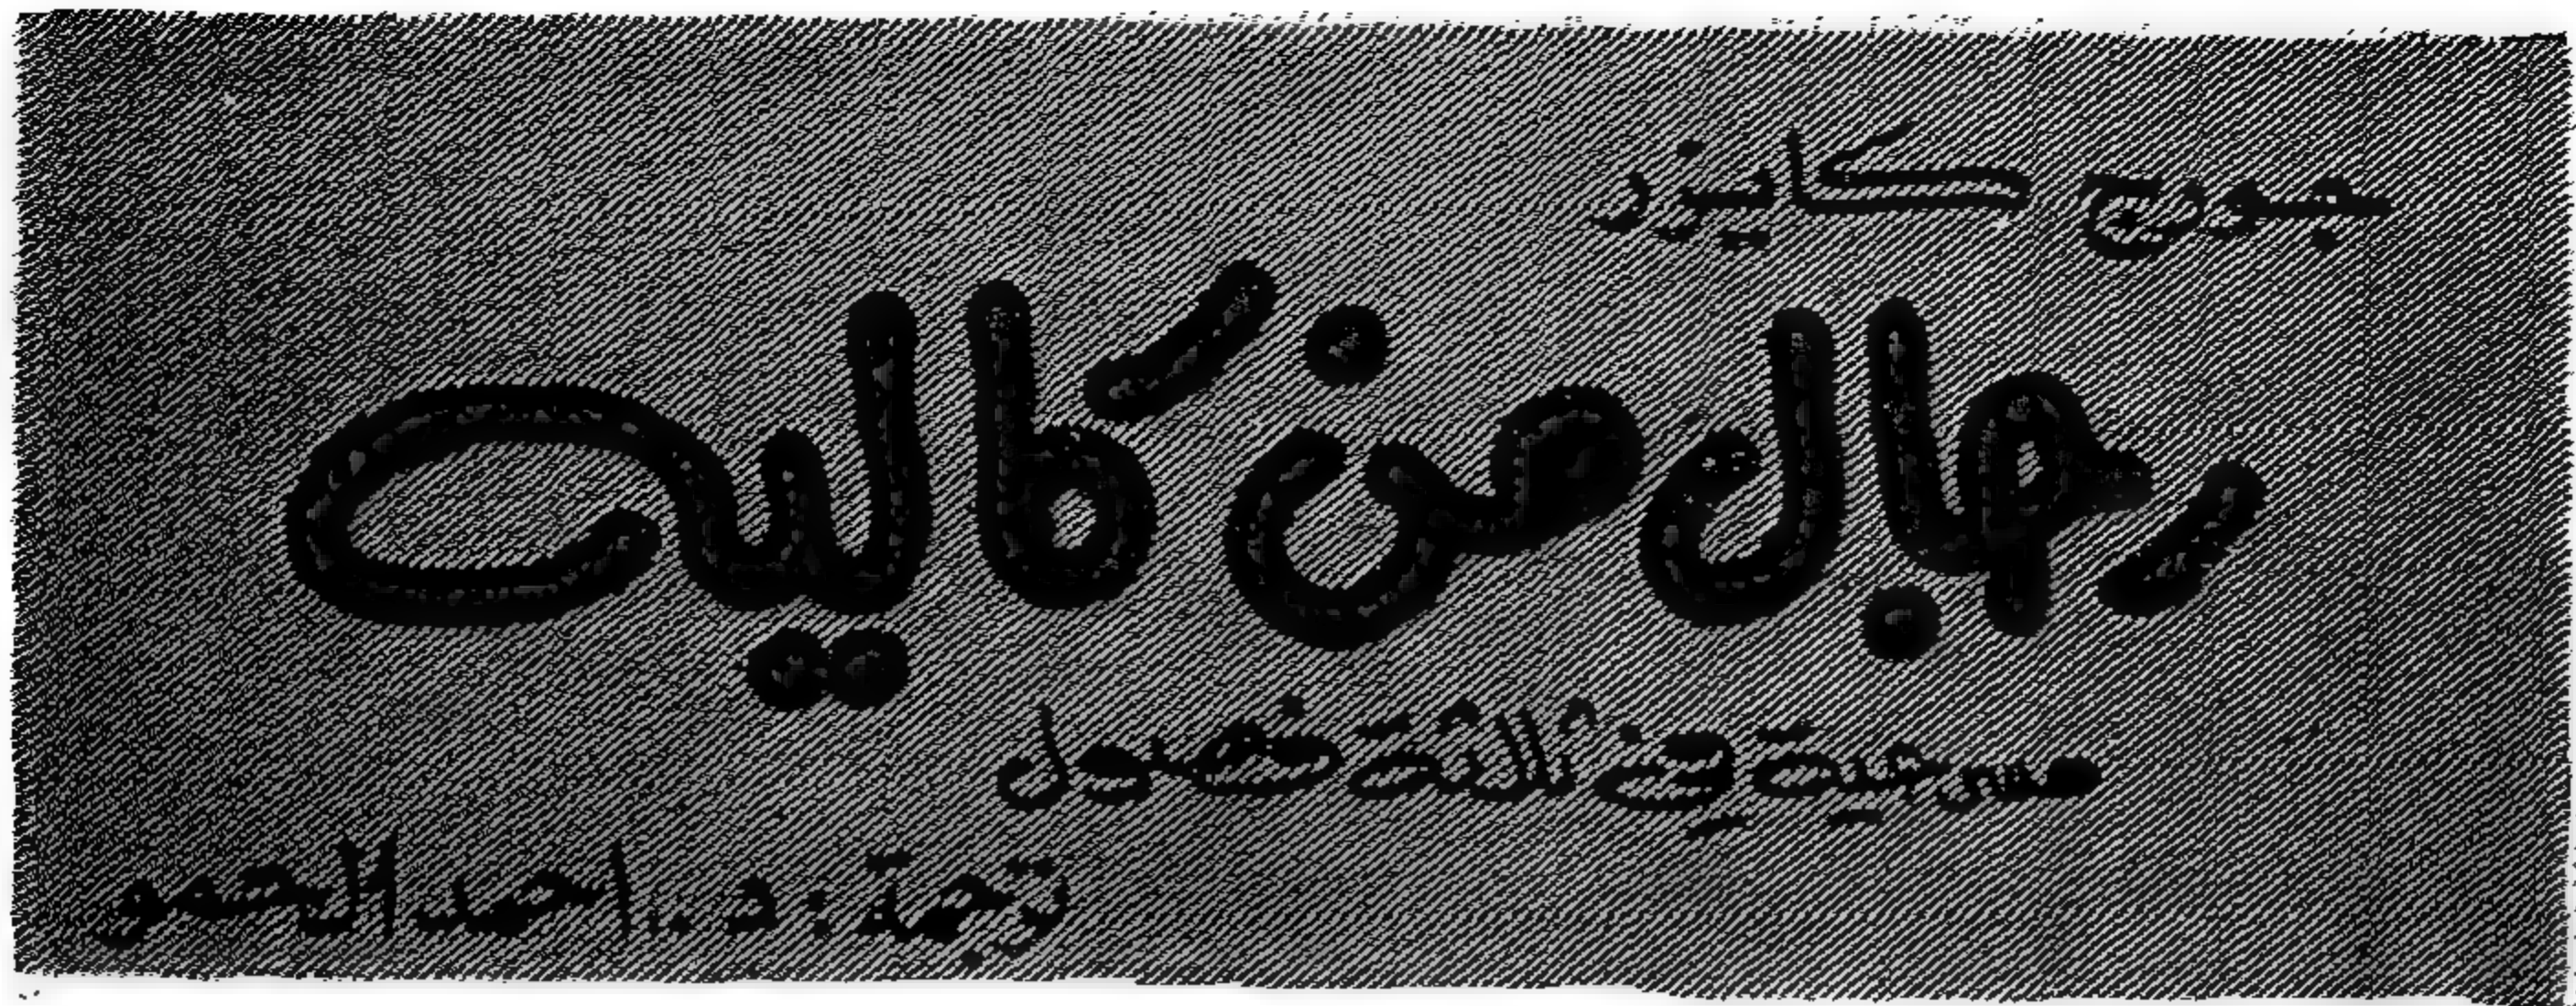 جورج كايزر
رجال من كاليه
مسرحية في ثلاثة فصول
ترجمة: د. احمد الحمو